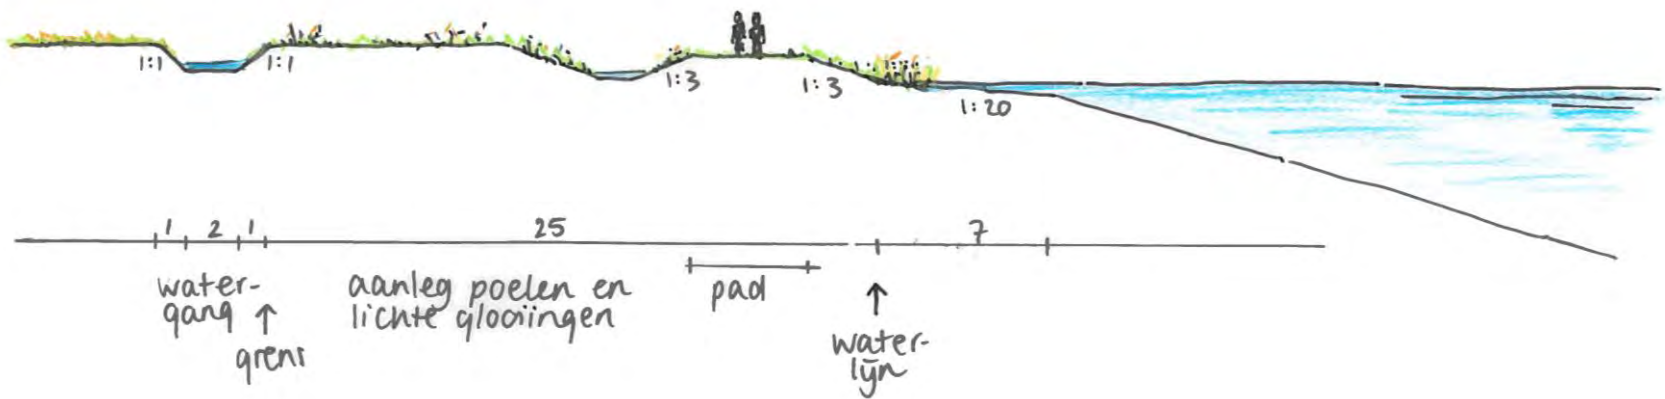 1:1
1:1
1:3
1:3
1:20
1 2 1 25 7
water-
gang
grens
aanleg poelen en
lichte glooiingen
pad
water-
lijn